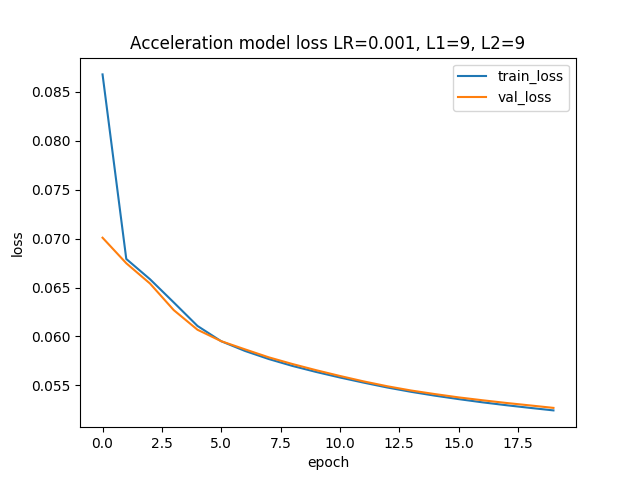 Acceleration model loss LR=0.001, L1=9, L2=9
train_loss
val_loss
0.085
0.080
0.075
0.070
0.065
0.060
0.055
loss
0.0 2.5 5.0 7.5 10.0 12.5 15.0 17.5
epoch